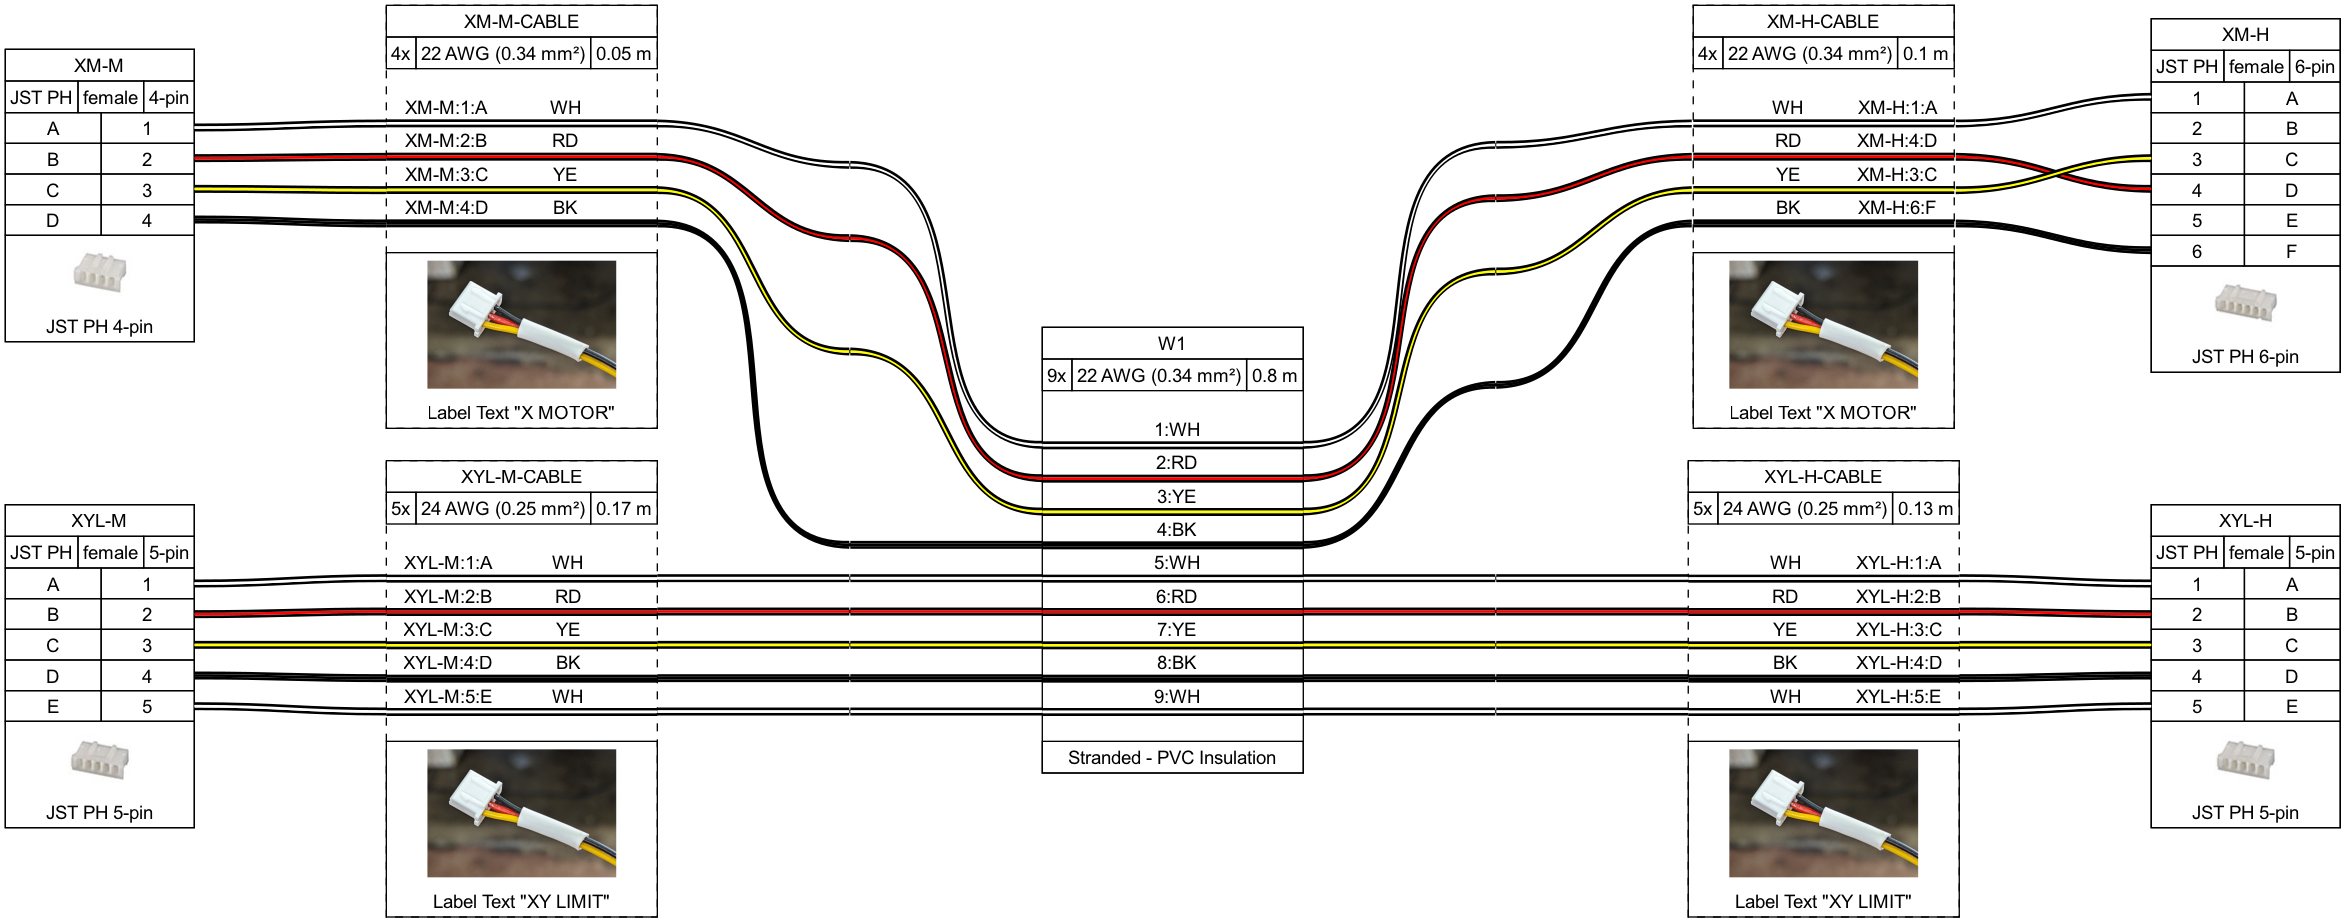 XM-M-CABLE
4x 22 AWG (0.34 mm²) 0.05 m
XM-M:1:A WH
XM-M:2:B RD
XM-M:3:C YE
XM-M:4:D BK
Label Text "X MOTOR"
XM-H-CABLE
4x 22 AWG (0.34 mm²) 0.1 m
WH XM-H:1:A
RD XM-H:4:D
YE XM-H:3:C
BK XM-H:6:F
Label Text "X MOTOR"
XM-H
JST PH female 6-pin
1 A
2 B
3 C
4 D
5 E
6 F
JST PH 6-pin
XM-M
JST PH female 4-pin
A 1
B 2
C 3
D 4
JST PH 4-pin
W1
9x 22 AWG (0.34 mm²) 0.8 m
1:WH
2:RD
3:YE
4:BK
5:WH
6:RD
7:YE
8:BK
9:WH
Stranded - PVC Insulation
XYL-M
JST PH female 5-pin
A 1
B 2
C 3
D 4
E 5
JST PH 5-pin
XYL-M-CABLE
5x 24 AWG (0.25 mm²) 0.17 m
XYL-M:1:A WH
XYL-M:2:B RD
XYL-M:3:C YE
XYL-M:4:D BK
XYL-M:5:E WH
Label Text "XY LIMIT"
XYL-H-CABLE
5x 24 AWG (0.25 mm²) 0.13 m
WH XYL-H:1:A
RD XYL-H:2:B
YE XYL-H:3:C
BK XYL-H:4:D
WH XYL-H:5:E
Label Text "XY LIMIT"
XYL-H
JST PH female 5-pin
1 A
2 B
3 C
4 D
5 E
JST PH 5-pin